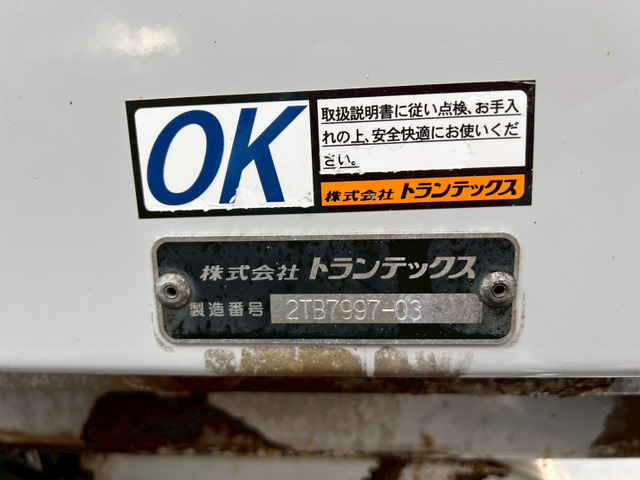 OK
取扱説明書に従い点検、お手入
れの上、安全快適にお使いくだ
さい。
株式会社 トランテックス
株式会社 トランテックス
製造番号 2TB7997-03